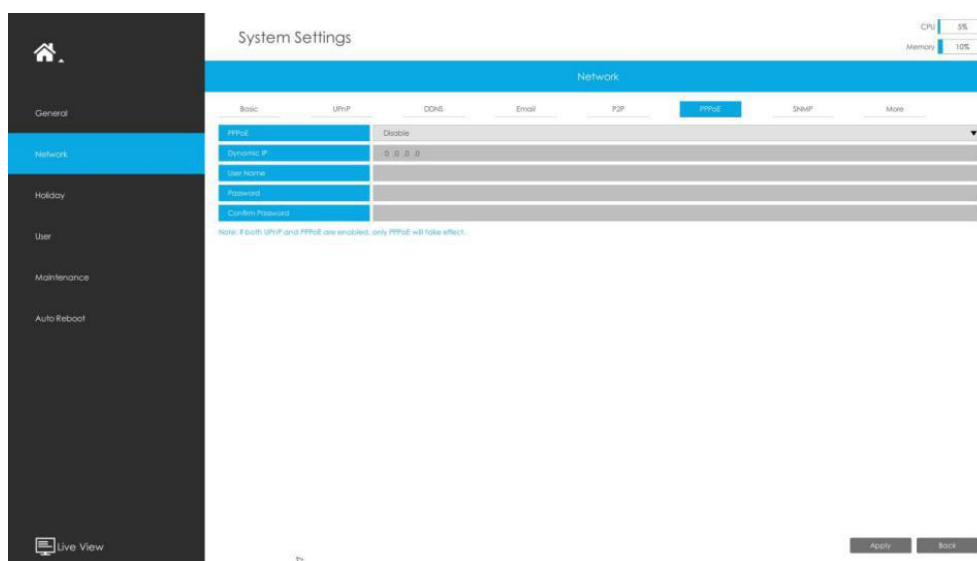 System Settings
CPU 5%
Memory 10%
Network
General
Network
Holiday
User
Maintenance
Auto Reboot
Basic UPnP DDNS Email P2P PPPoE SNMP More
PPPoE Disable
Dynamic IP 0 .0 .0 .0
User Name
Password
Confirm Password
Note: If both UPnP and PPPoE are enabled, only PPPoE will take effect.
Live View
Apply Back